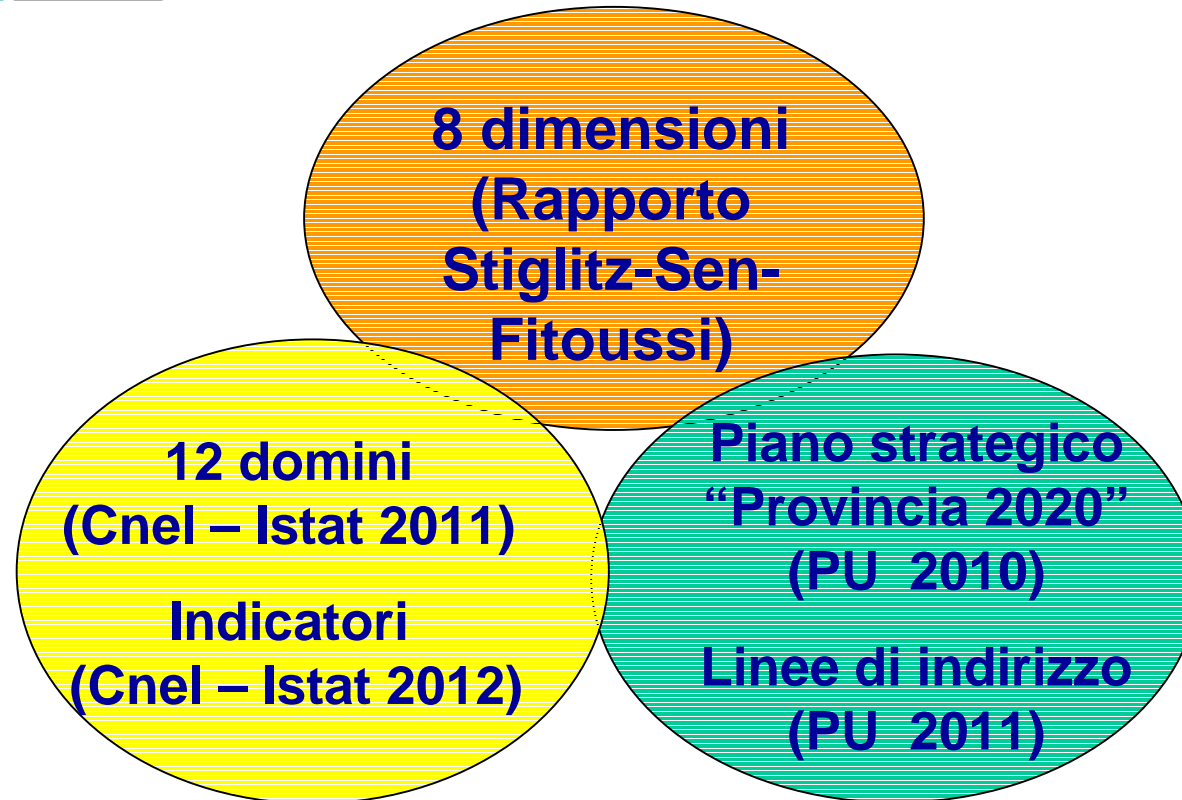 8 dimensioni
(Rapporto
Stiglitz-Sen-
Fitoussi)
12 domini
(Cnel – Istat 2011)
Indicatori
(Cnel – Istat 2012)
Piano strategico
“Provincia 2020”
(PU 2010)
Linee di indirizzo
(PU 2011)